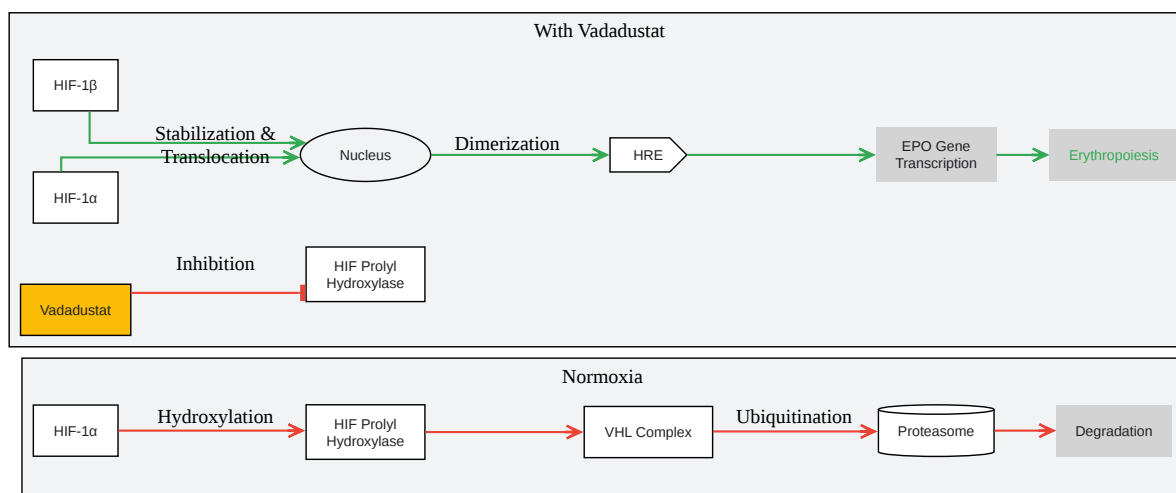 With Vadadustat
HIF-1β
Stabilization &
Translocation
Nucleus
Dimerization
HRE
EPO Gene
Transcription
Erythropoiesis
HIF-1α
Inhibition
HIF Prolyl
Hydroxylase
Vadadustat
Normoxia
HIF-1α
Hydroxylation
HIF Prolyl
Hydroxylase
VHL Complex
Ubiquitination
Proteasome
Degradation